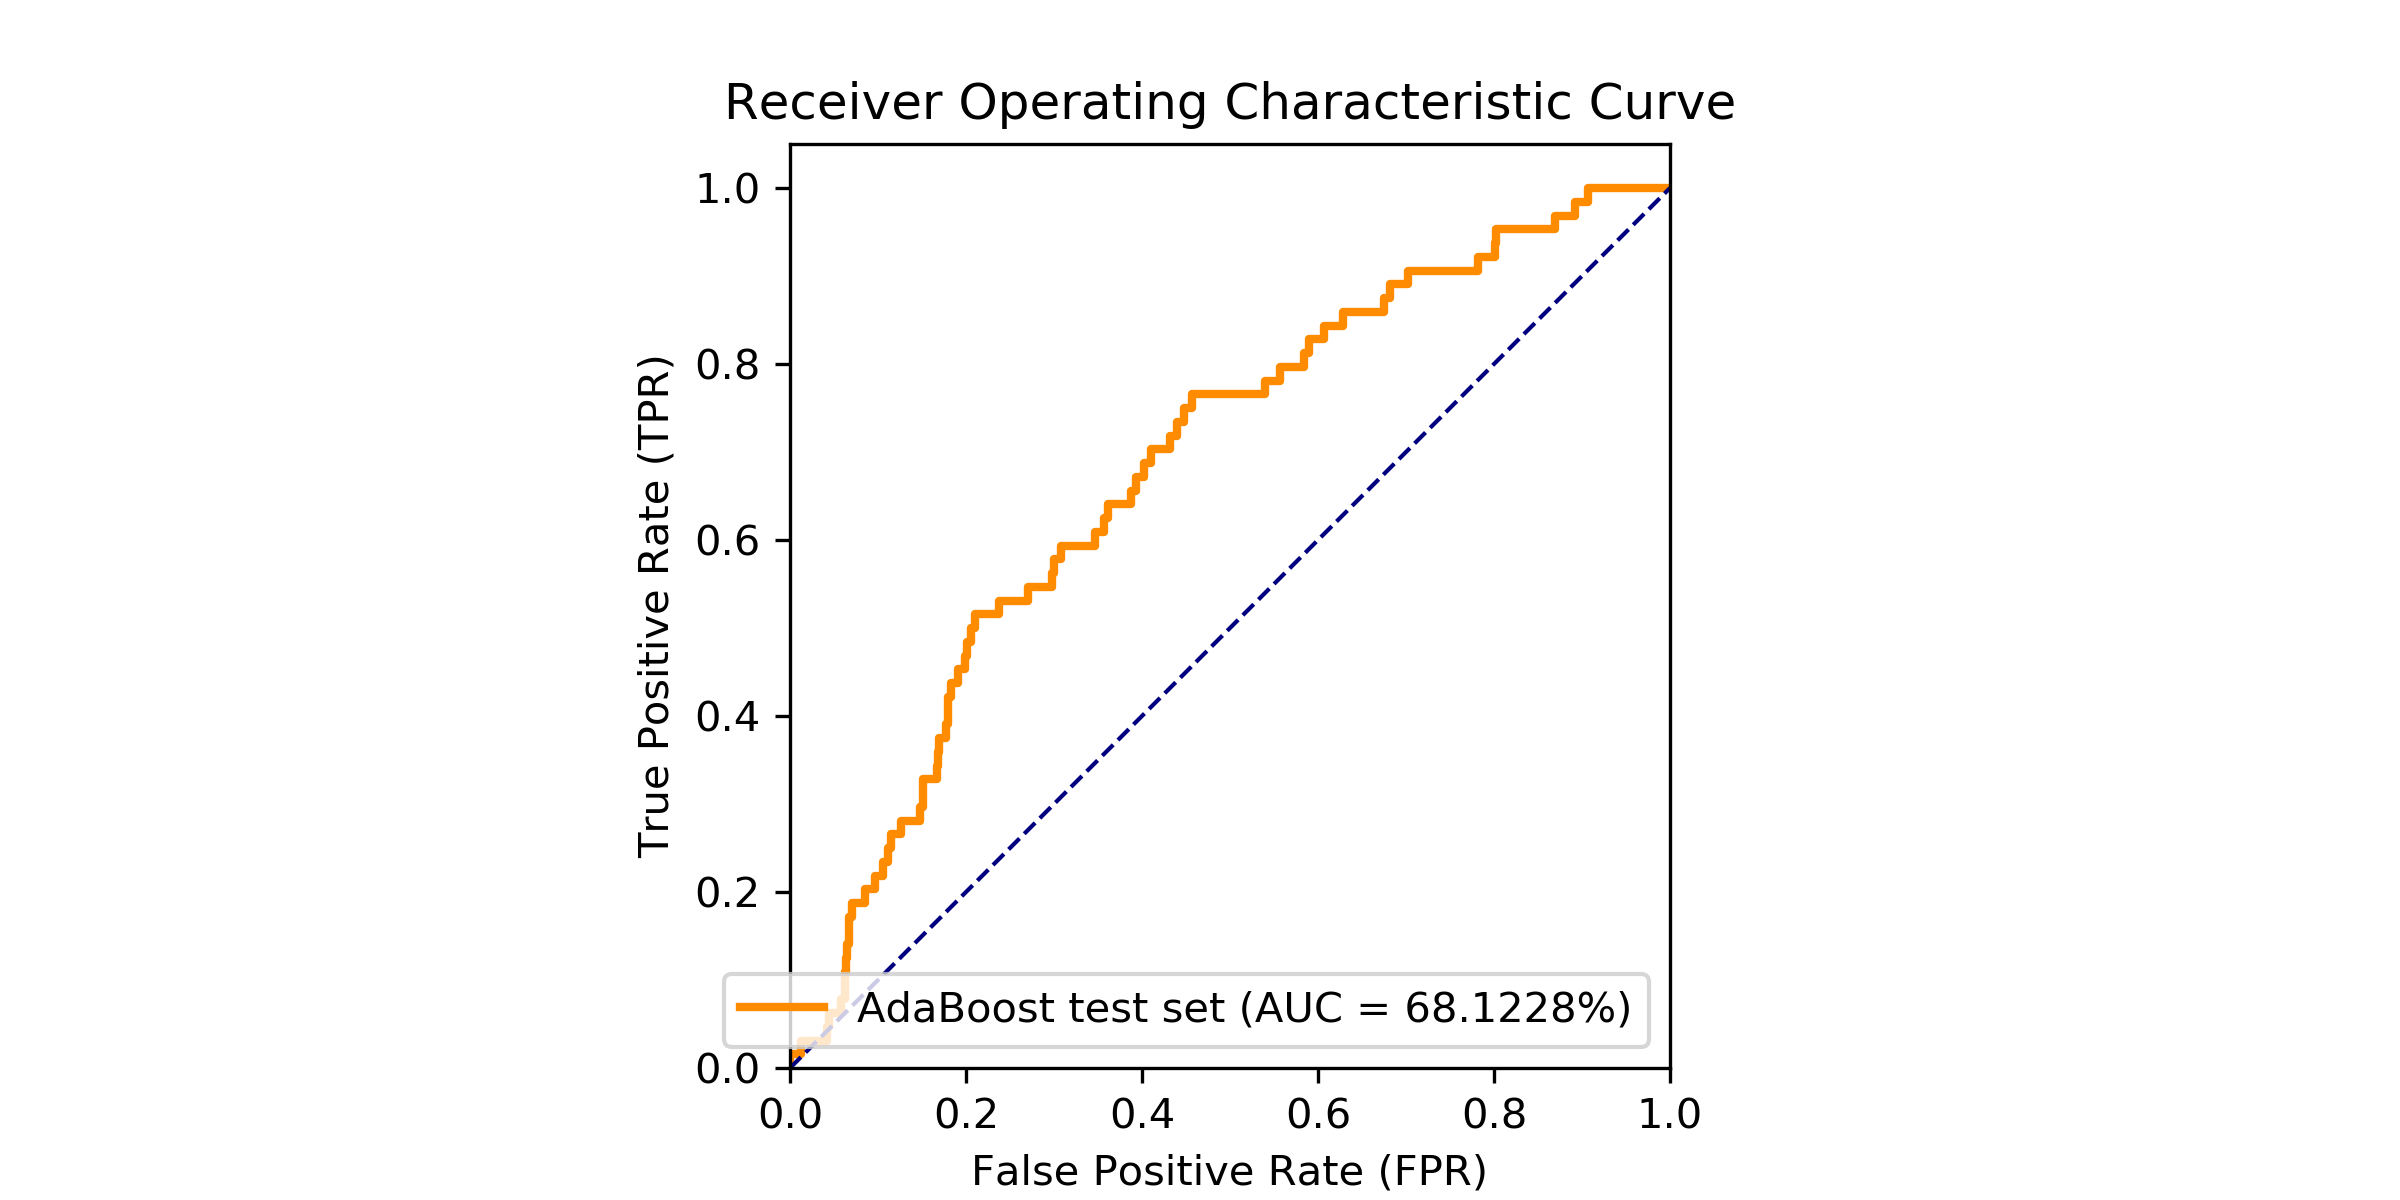 Receiver Operating Characteristic Curve
1.0
0.8
0.6
0.4
0.2
0.0
True Positive Rate (TPR)
AdaBoost test set (AUC = 68.1228%)
0.0 0.2 0.4 0.6 0.8 1.0
False Positive Rate (FPR)